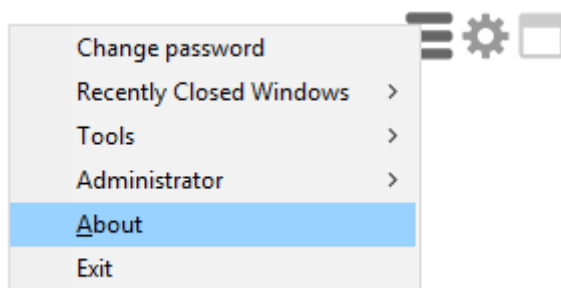 Change password
Recently Closed Windows
Tools
Administrator
About
Exit